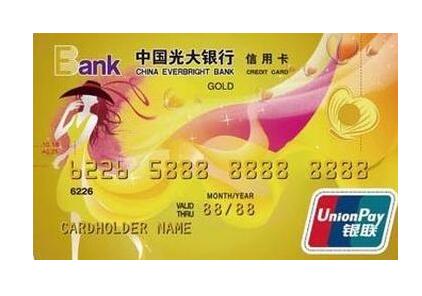 Bank 中国光大银行 信用卡
CHINA EVERBRIGHT BANK CREDIT CARD
GOLD
6226 5888 8888 8888
6226
MONTH/YEAR
VALID THRU 88/88
CARDHOLDER NAME
UnionPay
银联